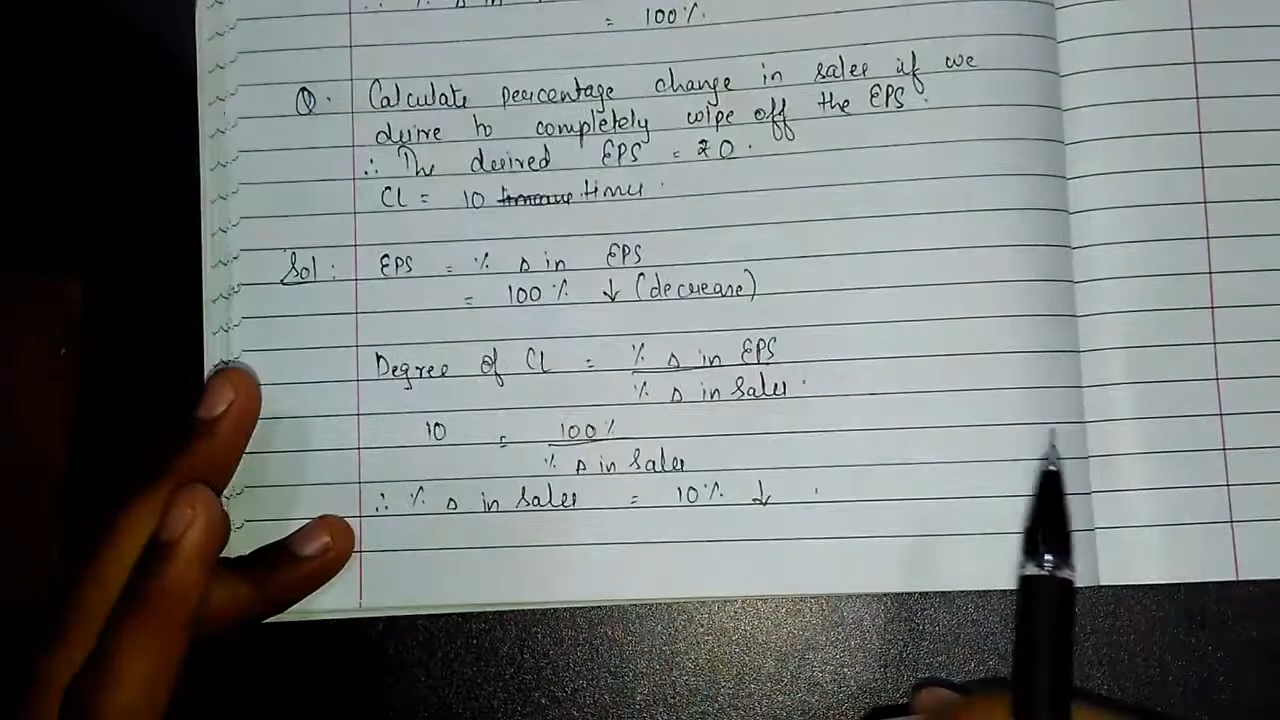 = 100%.
Q. Calculate percentage change in sales if we
desire to completely wipe off the EPS.
∴ The desired EPS = ₹0.
CL = 10 times.
Sol: EPS = % Δ in EPS
= 100% ↓ (decrease)
Degree of CL = % Δ in EPS
% Δ in Sales.
10 = 100%
% Δ in Sales
∴ % Δ in Sales = 10% ↓